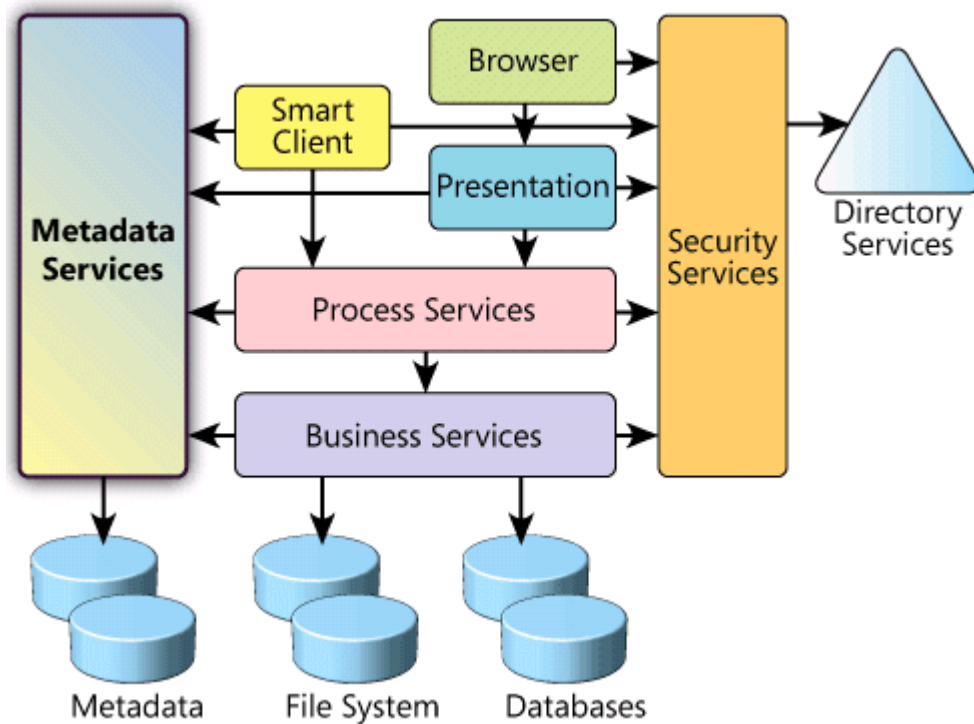 Browser
Smart
Client
Presentation
Metadata
Services
Security
Services
Directory
Services
Process Services
Business Services
Metadata
File System
Databases